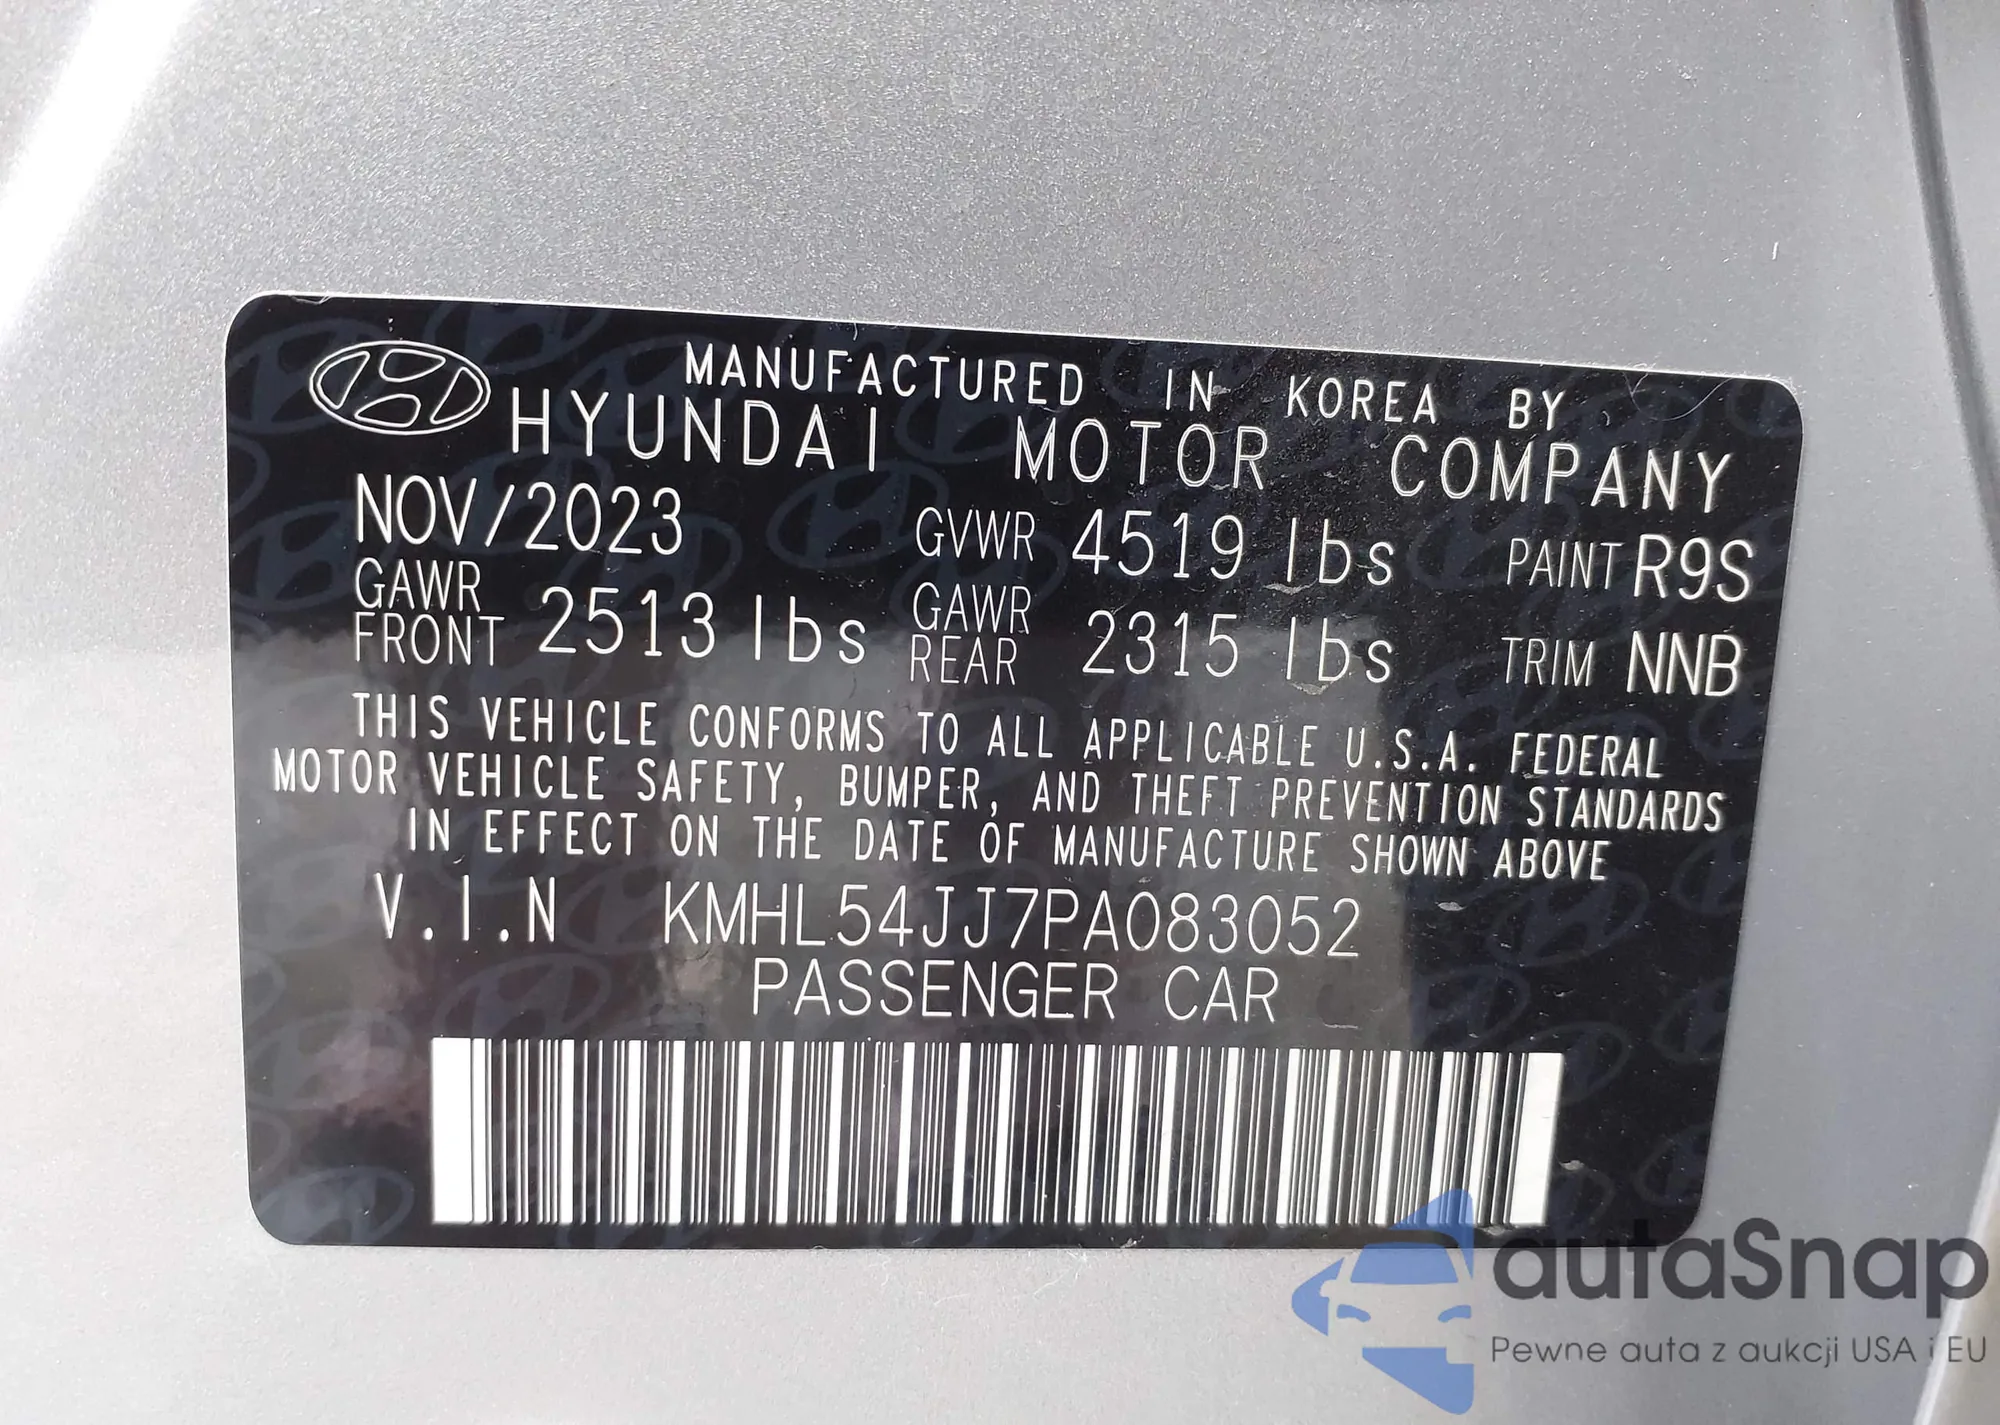 MANUFACTURED IN KOREA BY
HYUNDAI MOTOR COMPANY
NOV/2023 GVWR 4519 lbs PAINT R9S
GAWR FRONT 2513 lbs GAWR REAR 2315 lbs TRIM NNB
THIS VEHICLE CONFORMS TO ALL APPLICABLE U.S.A. FEDERAL
MOTOR VEHICLE SAFETY, BUMPER, AND THEFT PREVENTION STANDARDS
IN EFFECT ON THE DATE OF MANUFACTURE SHOWN ABOVE
V.I.N KMHL54JJ7PA083052
PASSENGER CAR
autaSnap
Pewne auta z aukcji USA i EU